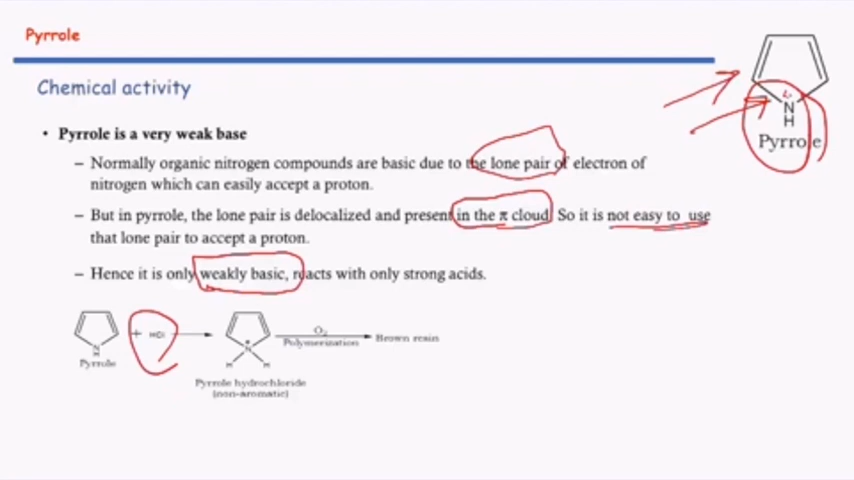 Pyrrole
Chemical activity
N
H
Pyrrole
• Pyrrole is a very weak base
– Normally organic nitrogen compounds are basic due to the lone pair of electron of
nitrogen which can easily accept a proton.
– But in pyrrole, the lone pair is delocalized and present in the π cloud. So it is not easy to use
that lone pair to accept a proton.
– Hence it is only weakly basic, reacts with only strong acids.
N
H
Pyrrole
+ HCl
N
H H
Pyrrole hydrochloride
(non-aromatic)
O2
Polymerization
Brown resin